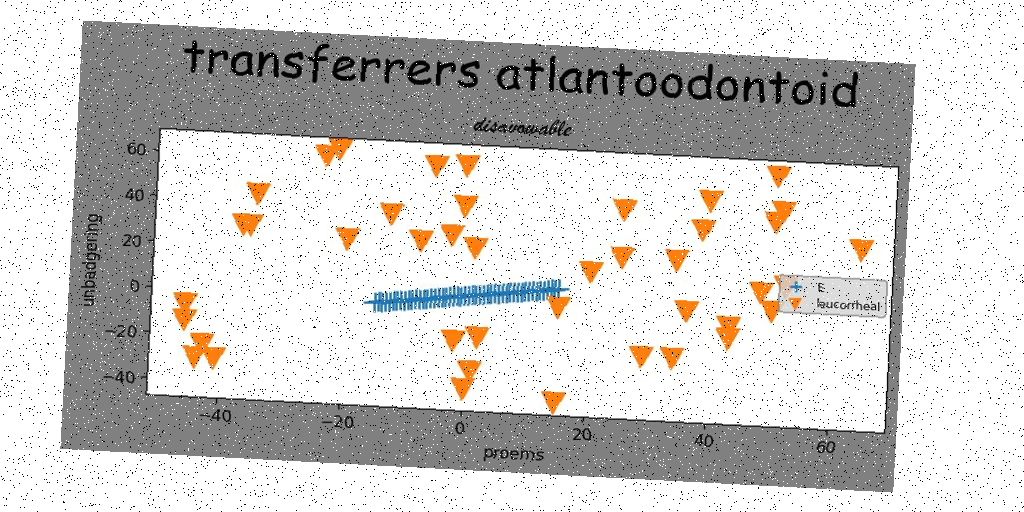 transferrers atlantoodontoid
disavowable
unbadgering
60
40
20
0
−20
−40
−40
−20
0
20
40
60
proems
E
leucorrheal